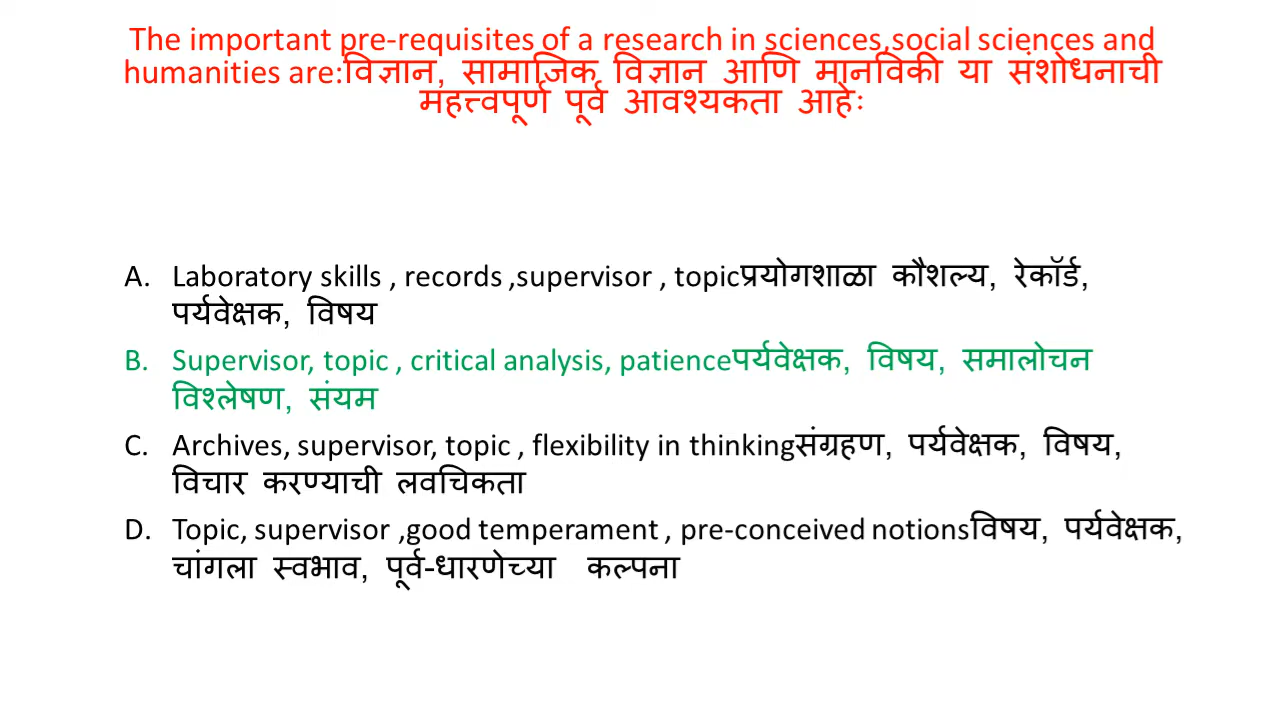 The important pre-requisites of a research in sciences,social sciences and
humanities are:विज्ञान, सामाजिक विज्ञान आणि मानविकी या संशोधनाची
महत्त्वपूर्ण पूर्व आवश्यकता आहेः
A. Laboratory skills , records ,supervisor , topicप्रयोगशाळा कौशल्य, रेकॉर्ड,
पर्यवेक्षक, विषय
B. Supervisor, topic , critical analysis, patienceपर्यवेक्षक, विषय, समालोचन
विश्लेषण, संयम
C. Archives, supervisor, topic , flexibility in thinkingसंग्रहण, पर्यवेक्षक, विषय,
विचार करण्याची लवचिकता
D. Topic, supervisor ,good temperament , pre-conceived notionsविषय, पर्यवेक्षक,
चांगला स्वभाव, पूर्व-धारणेच्या कल्पना